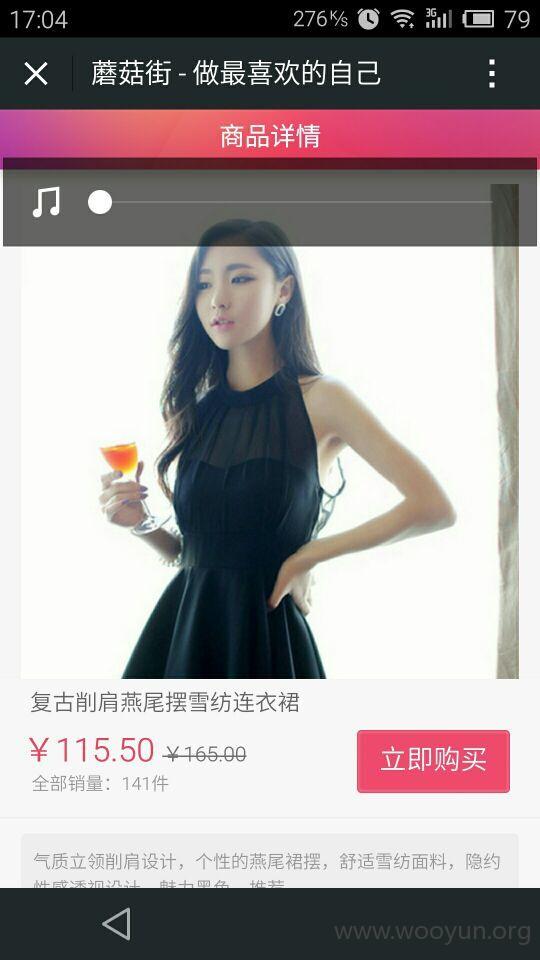 17:04 276K/s 3G 79
蘑菇街 - 做最喜欢的自己
商品详情
复古削肩燕尾摆雪纺连衣裙
￥115.50 ￥165.00
立即购买
全部销量：141件
气质立领削肩设计，个性的燕尾裙摆，舒适雪纺面料，隐约
性感透视设计，魅力黑色，推荐
www.wooyun.org